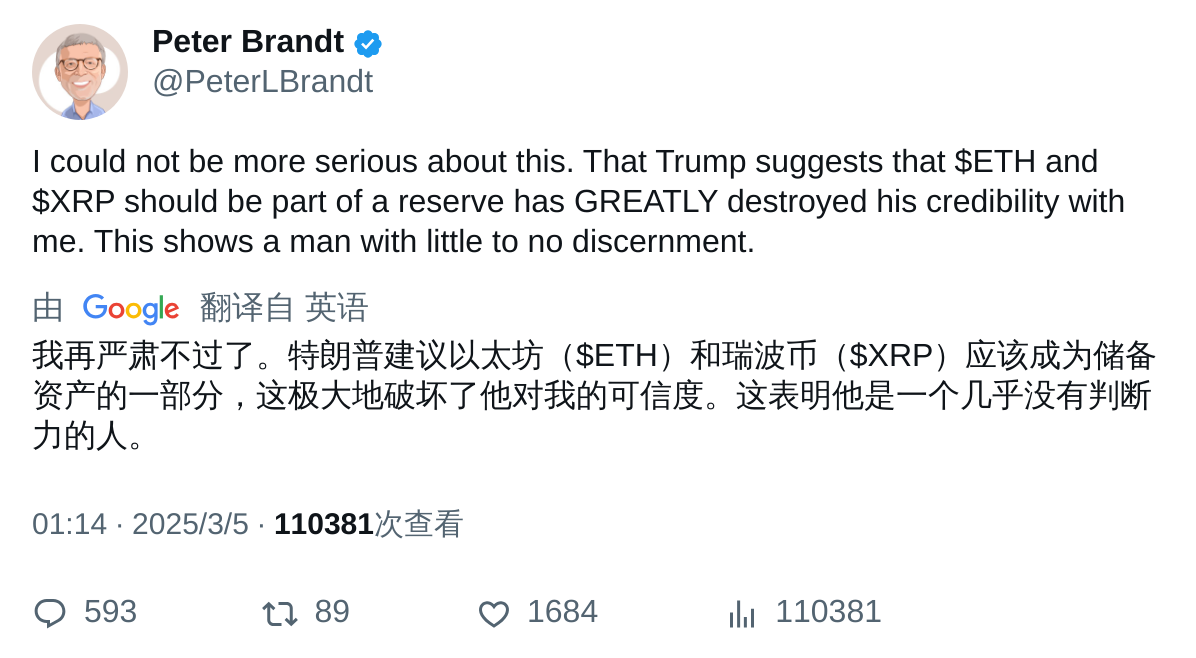 Peter Brandt
@PeterLBrandt
I could not be more serious about this. That Trump suggests that $ETH and
$XRP should be part of a reserve has GREATLY destroyed his credibility with
me. This shows a man with little to no discernment.
由 Google 翻译自 英语
我再严肃不过了。特朗普建议以太坊（$ETH）和瑞波币（$XRP）应该成为储备
资产的一部分，这极大地破坏了他对我的可信度。这表明他是一个几乎没有判断
力的人。
01:14 · 2025/3/5 · 110381次查看
593 89 1684 110381